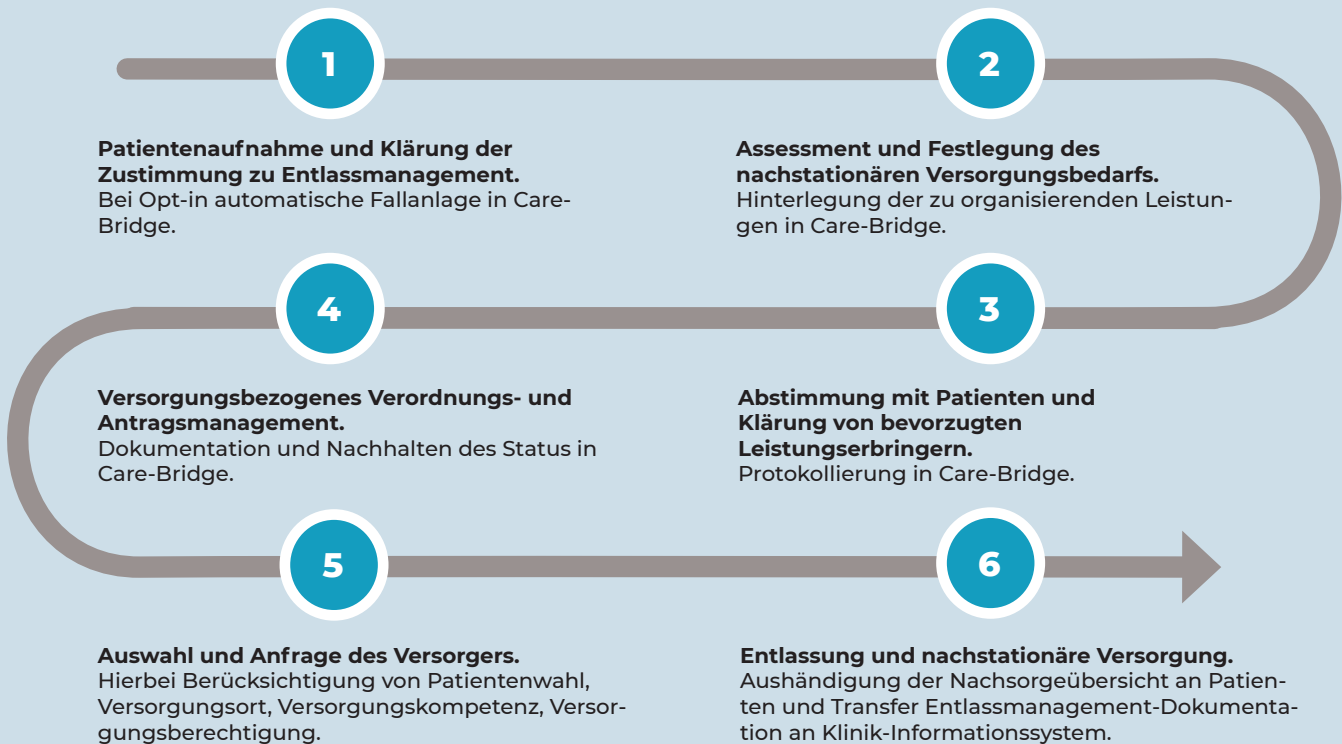 1
Patientenaufnahme und Klärung der
Zustimmung zu Entlassmanagement.
Bei Opt-in automatische Fallanlage in Care-
Bridge.
2
Assessment und Festlegung des
nachstationären Versorgungsbedarfs.
Hinterlegung der zu organisierenden Leistun-
gen in Care-Bridge.
3
Abstimmung mit Patienten und
Klärung von bevorzugten
Leistungserbringern.
Protokollierung in Care-Bridge.
4
Versorgungsbezogenes Verordnungs- und
Antragsmanagement.
Dokumentation und Nachhalten des Status in
Care-Bridge.
5
Auswahl und Anfrage des Versorgers.
Hierbei Berücksichtigung von Patientenwahl,
Versorgungsort, Versorgungskompetenz, Versor-
gungsberechtigung.
6
Entlassung und nachstationäre Versorgung.
Aushändigung der Nachsorgeübersicht an Patien-
ten und Transfer Entlassmanagement-Dokumenta-
tion an Klinik-Informationssystem.